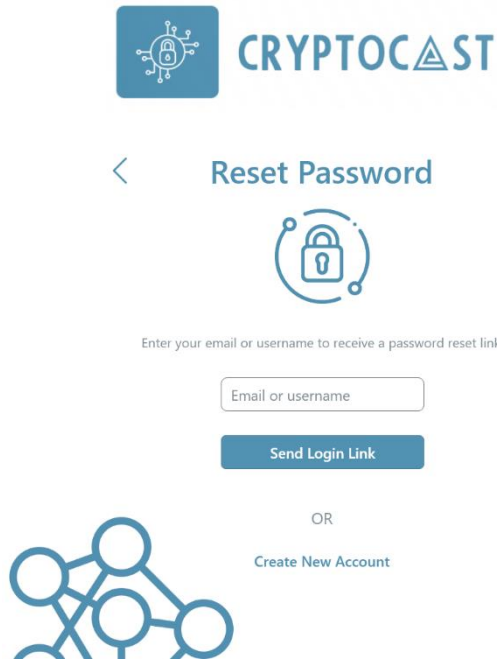 CRYPTOCAST
Reset Password
Enter your email or username to receive a password reset link
Email or username
Send Login Link
OR
Create New Account